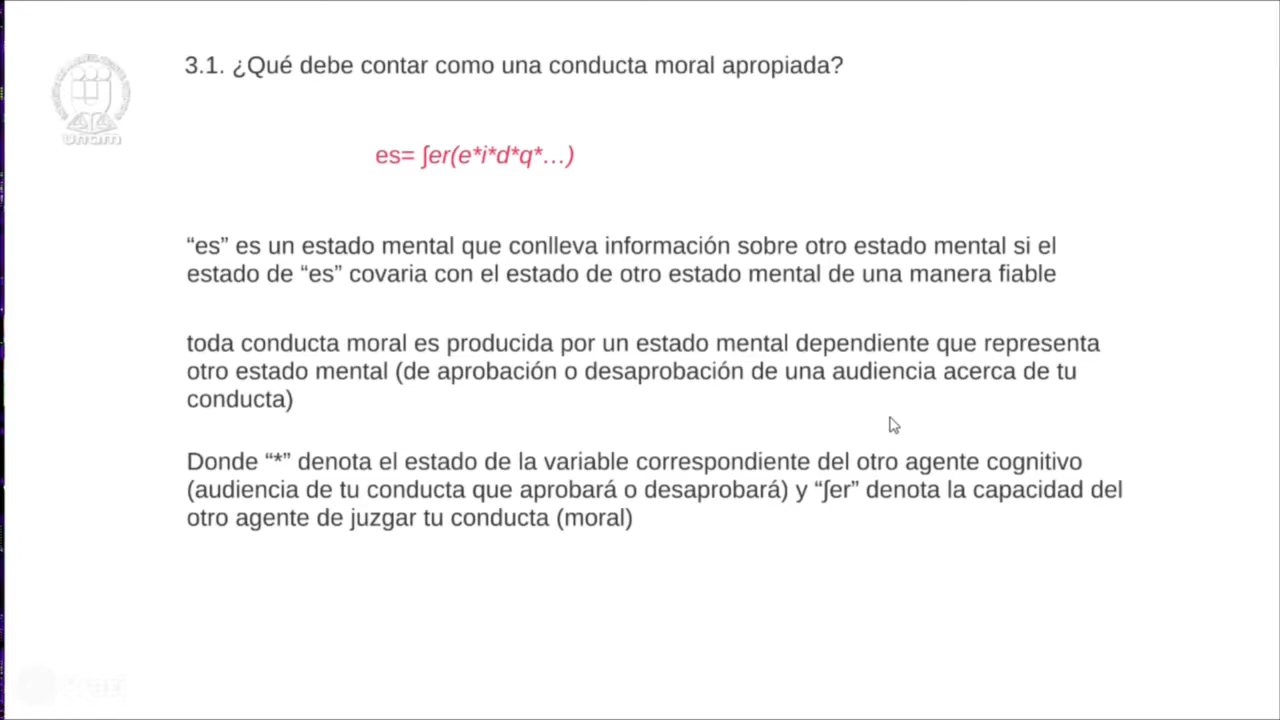 unam
3.1. ¿Qué debe contar como una conducta moral apropiada?
es= ʃer(e*i*d*q*…)
“es” es un estado mental que conlleva información sobre otro estado mental si el
estado de “es” covaria con el estado de otro estado mental de una manera fiable
toda conducta moral es producida por un estado mental dependiente que representa
otro estado mental (de aprobación o desaprobación de una audiencia acerca de tu
conducta)
Donde “*” denota el estado de la variable correspondiente del otro agente cognitivo
(audiencia de tu conducta que aprobará o desaprobará) y “ʃer” denota la capacidad del
otro agente de juzgar tu conducta (moral)